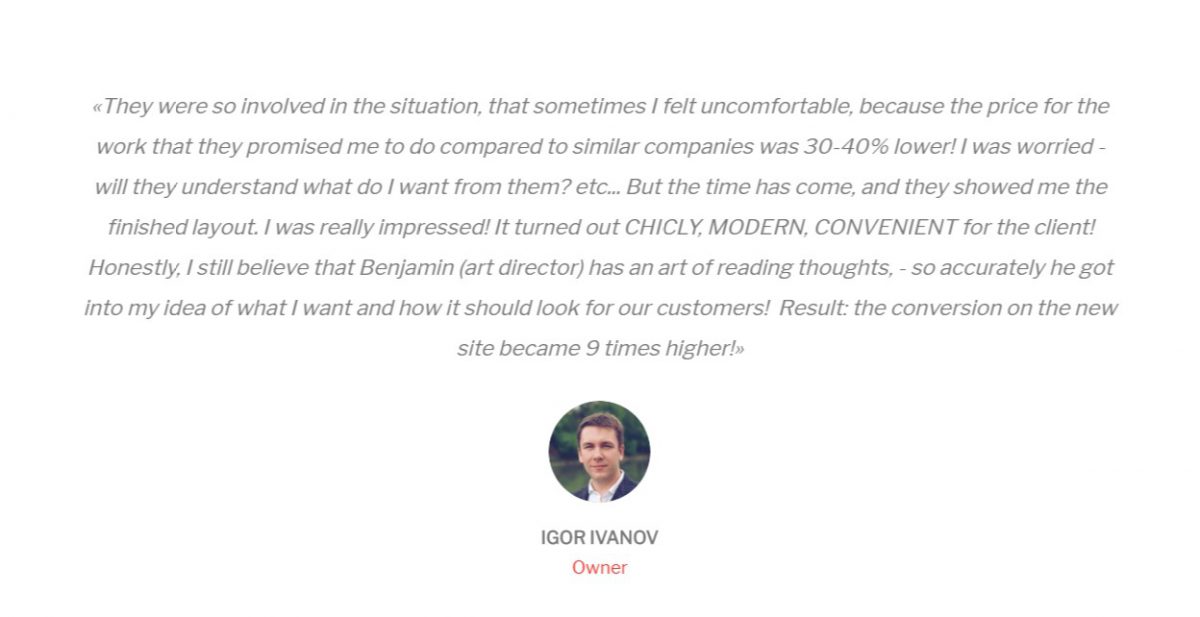 «They were so involved in the situation, that sometimes I felt uncomfortable, because the price for the
work that they promised me to do compared to similar companies was 30-40% lower! I was worried -
will they understand what do I want from them? etc... But the time has come, and they showed me the
finished layout. I was really impressed! It turned out CHICLY, MODERN, CONVENIENT for the client!
Honestly, I still believe that Benjamin (art director) has an art of reading thoughts, - so accurately he got
into my idea of what I want and how it should look for our customers!  Result: the conversion on the new
site became 9 times higher!»
IGOR IVANOV
Owner